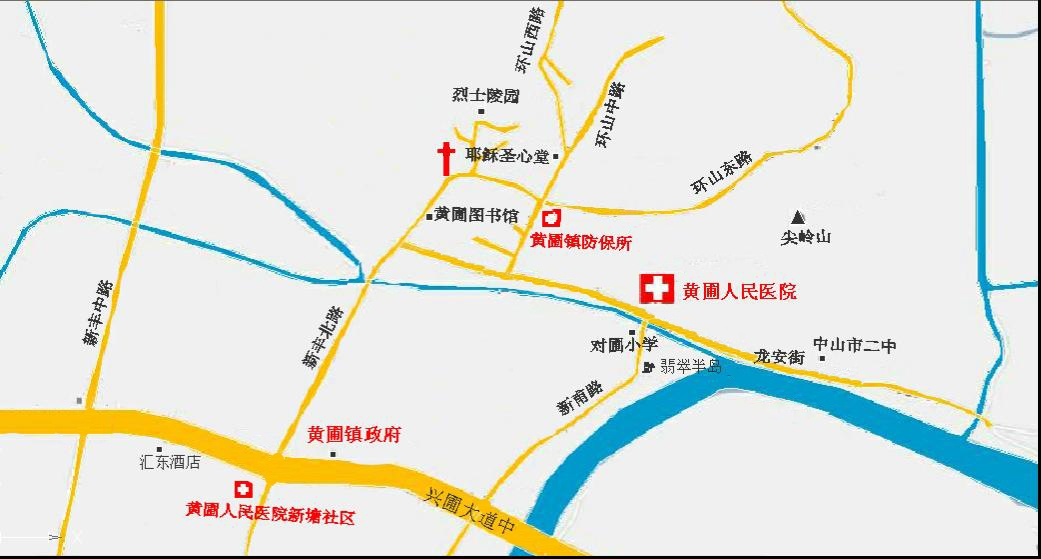 环山西路
烈士陵园
环山中路
耶稣圣心堂
环山东路
黄圃图书馆
黄圃镇防保所
尖岭山
黄圃人民医院
新丰中路
新丰北路
对圃小学
中山市二中
龙安街
翡翠半岛
新甫路
黄圃镇政府
汇东酒店
兴圃大道中
黄圃人民医院新塘社区